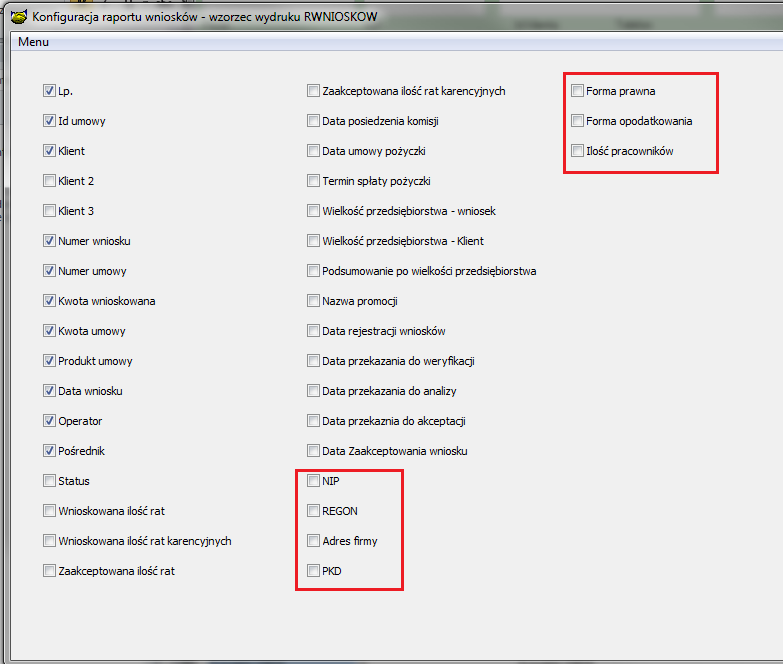 Konfiguracja raportu wniosków - wzorzec wydruku RWNIOSKOW
Menu
Lp.
Id umowy
Klient
Klient 2
Klient 3
Numer wniosku
Numer umowy
Kwota wnioskowana
Kwota umowy
Produkt umowy
Data wniosku
Operator
Pośrednik
Status
Wnioskowana ilość rat
Wnioskowana ilość rat karencyjnych
Zaakceptowana ilość rat
Zaakceptowana ilość rat karencyjnych
Data posiedzenia komisji
Data umowy pożyczki
Termin spłaty pożyczki
Wielkość przedsiębiorstwa - wniosek
Wielkość przedsiębiorstwa - Klient
Podsumowanie po wielkości przedsiębiorstwa
Nazwa promocji
Data rejestracji wniosków
Data przekazania do weryfikacji
Data przekazania do analizy
Data przekaznia do akceptacji
Data Zaakceptowania wniosku
NIP
REGON
Adres firmy
PKD
Forma prawna
Forma opodatkowania
Ilość pracowników